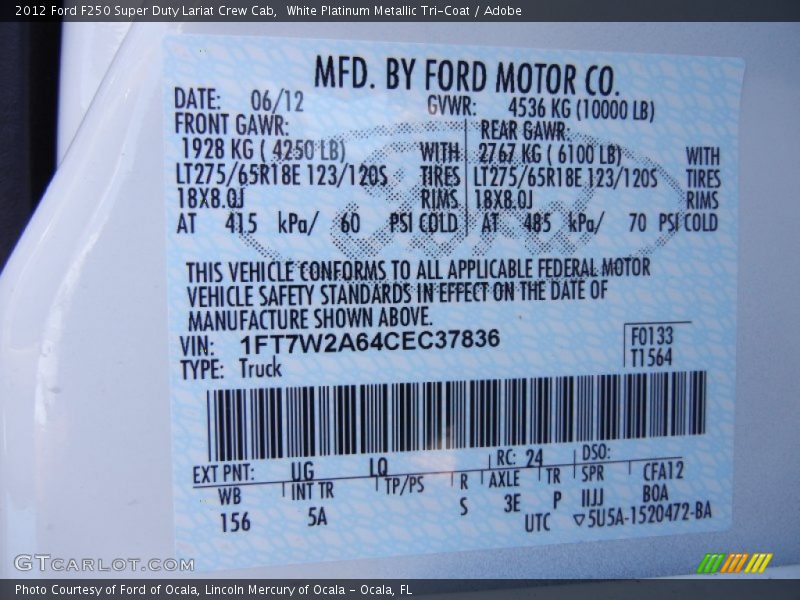 2012 Ford F250 Super Duty Lariat Crew Cab,  White Platinum Metallic Tri-Coat / Adobe
MFD. BY FORD MOTOR CO.
DATE: 06/12 GVWR: 4536 KG (10000 LB)
FRONT GAWR: REAR GAWR:
1928 KG ( 4250 LB) WITH 2767 KG ( 6100 LB) WITH
LT275/65R18E 123/120S TIRES LT275/65R18E 123/120S TIRES
18X8.0J RIMS 18X8.0J RIMS
AT 415 kPa/ 60 PSI COLD AT 485 kPa/ 70 PSI COLD
THIS VEHICLE CONFORMS TO ALL APPLICABLE FEDERAL MOTOR
VEHICLE SAFETY STANDARDS IN EFFECT ON THE DATE OF
MANUFACTURE SHOWN ABOVE.
VIN: 1FT7W2A64CEC37836 F0133
TYPE: Truck T1564
EXT PNT: UG LQ RC: 24 DSO:
WB INT TR TP/PS R AXLE TR SPR CFA12
156 5A S 3E P IIJJ BOA
UTC ▽5U5A-1520472-BA
Ford
GTCARLOT.COM
Photo Courtesy of Ford of Ocala, Lincoln Mercury of Ocala - Ocala, FL